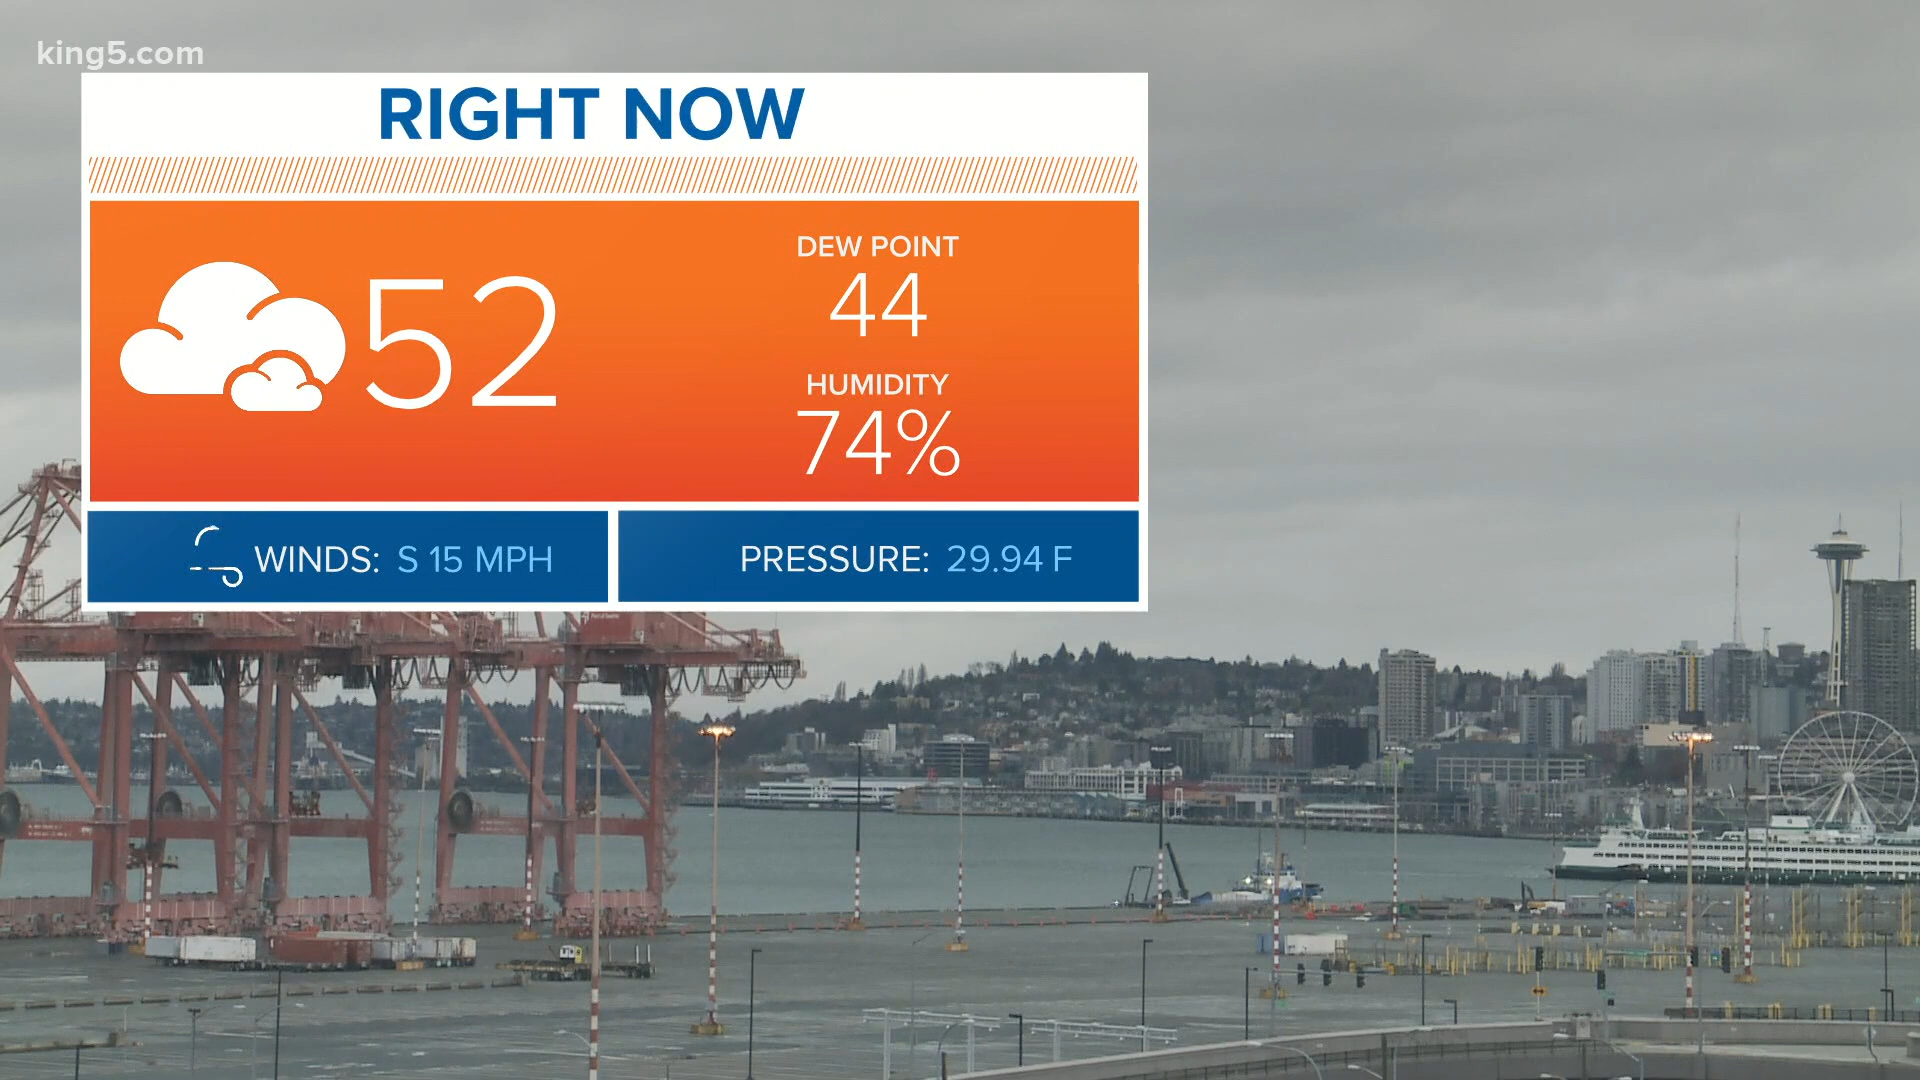 king5.com
RIGHT NOW
52
DEW POINT
44
HUMIDITY
74%
WINDS: S 15 MPH
PRESSURE: 29.94 F